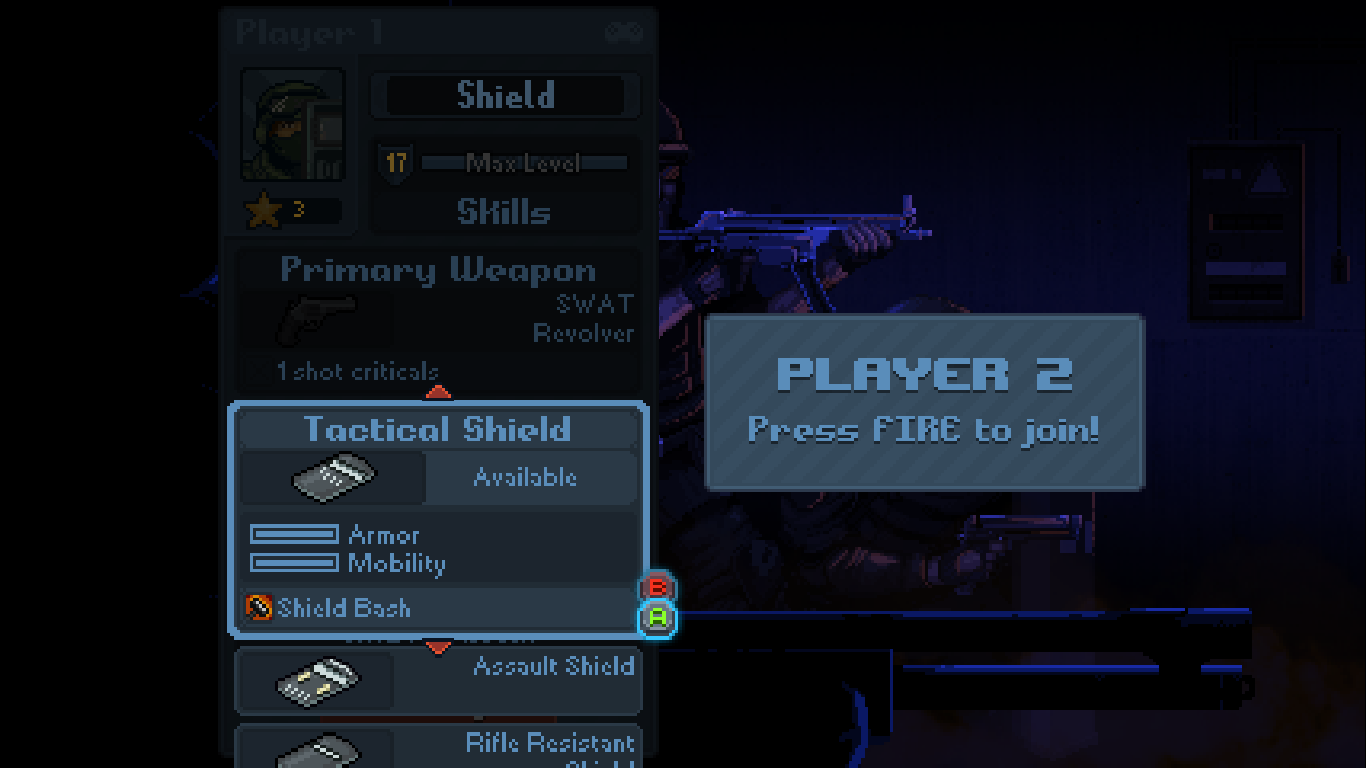 Player 1
Shield
17
Max Level
3
Skills
Primary Weapon
SWAT
Revolver
1 shot criticals
Tactical Shield
Available
Armor
Mobility
Shield Bash
B
A
Assault Shield
Rifle Resistant
Shield
PLAYER 2
Press FIRE to join!